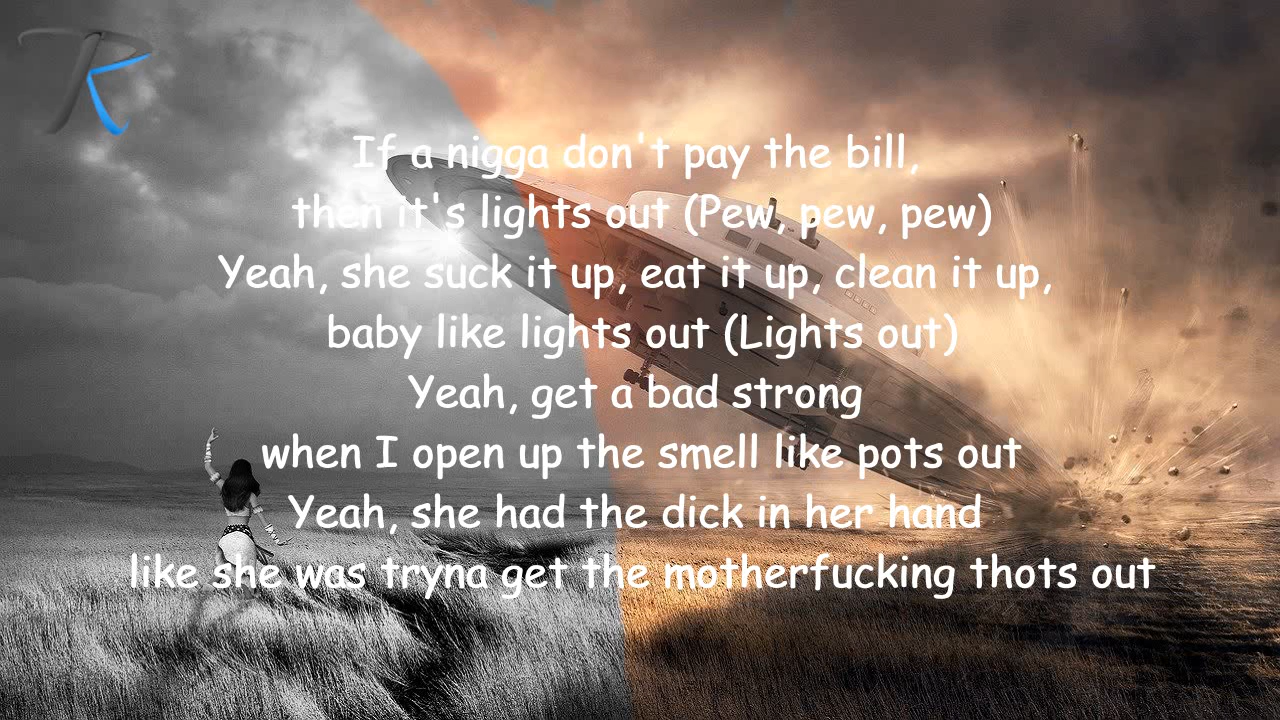 TR
If a nigga don't pay the bill,
then it's lights out (Pew, pew, pew)
Yeah, she suck it up, eat it up, clean it up,
baby like lights out (Lights out)
Yeah, get a bad strong
when I open up the smell like pots out
Yeah, she had the dick in her hand
like she was tryna get the motherfucking thots out